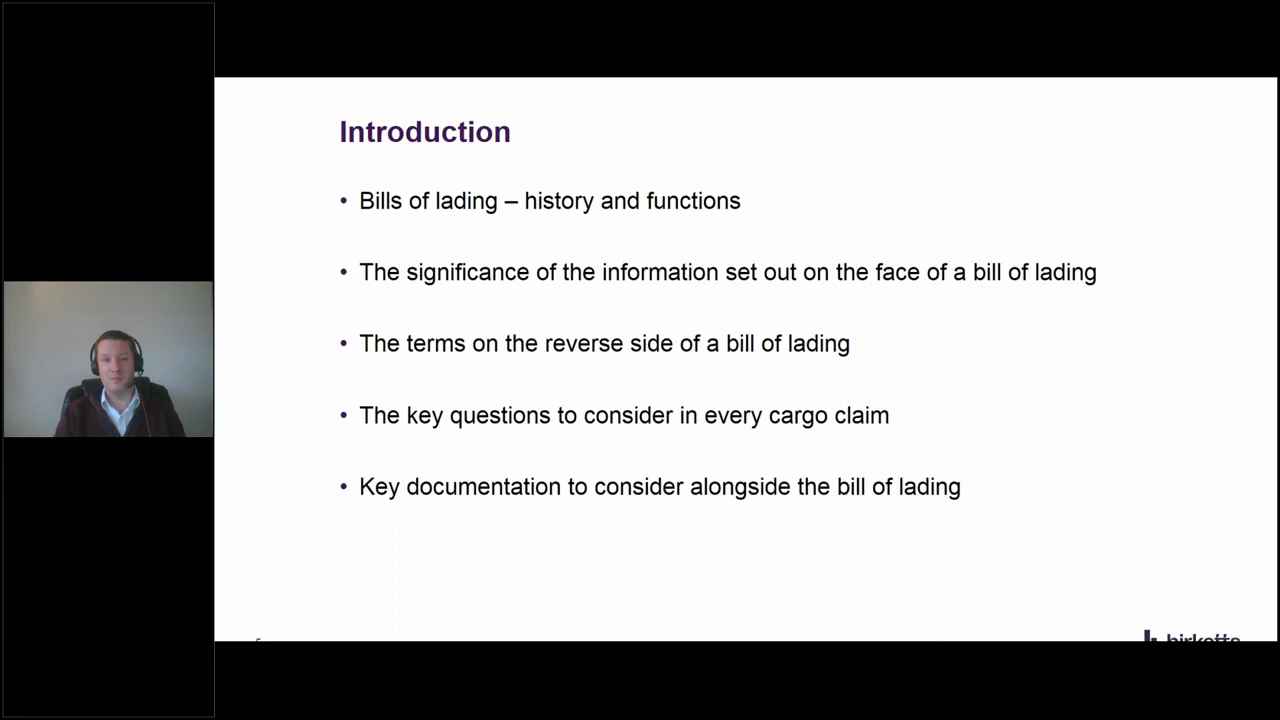 Introduction
• Bills of lading – history and functions
• The significance of the information set out on the face of a bill of lading
• The terms on the reverse side of a bill of lading
• The key questions to consider in every cargo claim
• Key documentation to consider alongside the bill of lading
birketts